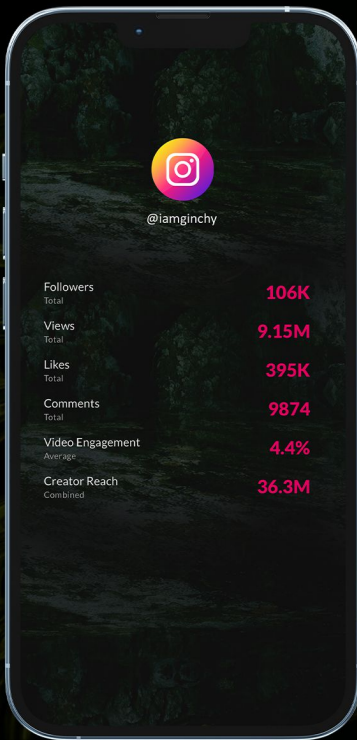 @iamginchy
Followers
Total
106K
Views
Total
9.15M
Likes
Total
395K
Comments
Total
9874
Video Engagement
Average
4.4%
Creator Reach
Combined
36.3M